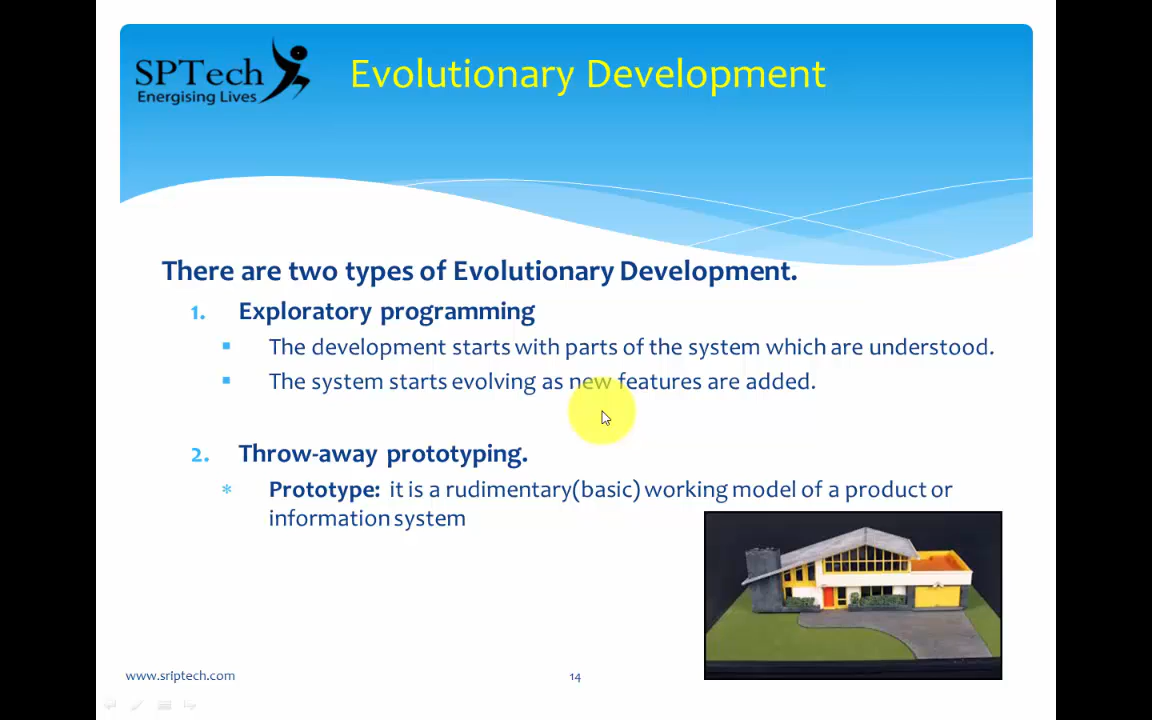 SPTech
Energising Lives
Evolutionary Development
There are two types of Evolutionary Development.
1. Exploratory programming
▪ The development starts with parts of the system which are understood.
▪ The system starts evolving as new features are added.
2. Throw-away prototyping.
* Prototype: it is a rudimentary(basic) working model of a product or
information system
www.sriptech.com
14